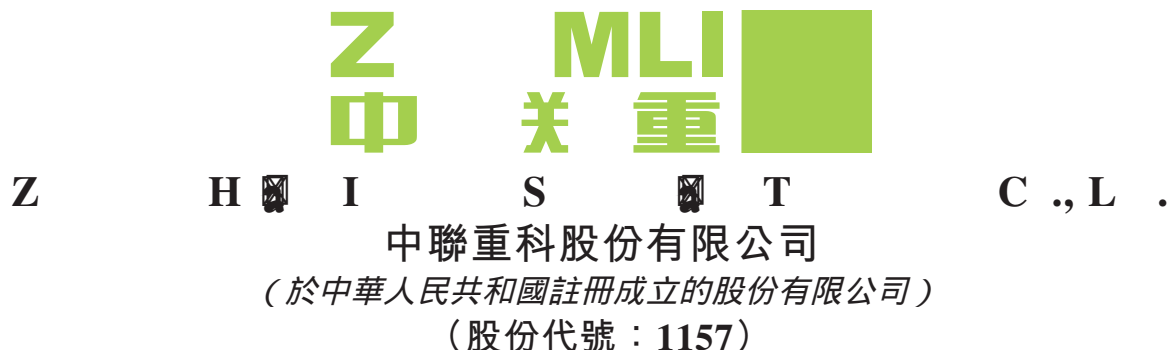 Z MLI
中 重
Z H I S T C ., L .
中聯重科股份有限公司
（於中華人民共和國註冊成立的股份有限公司）
（股份代號：1157）